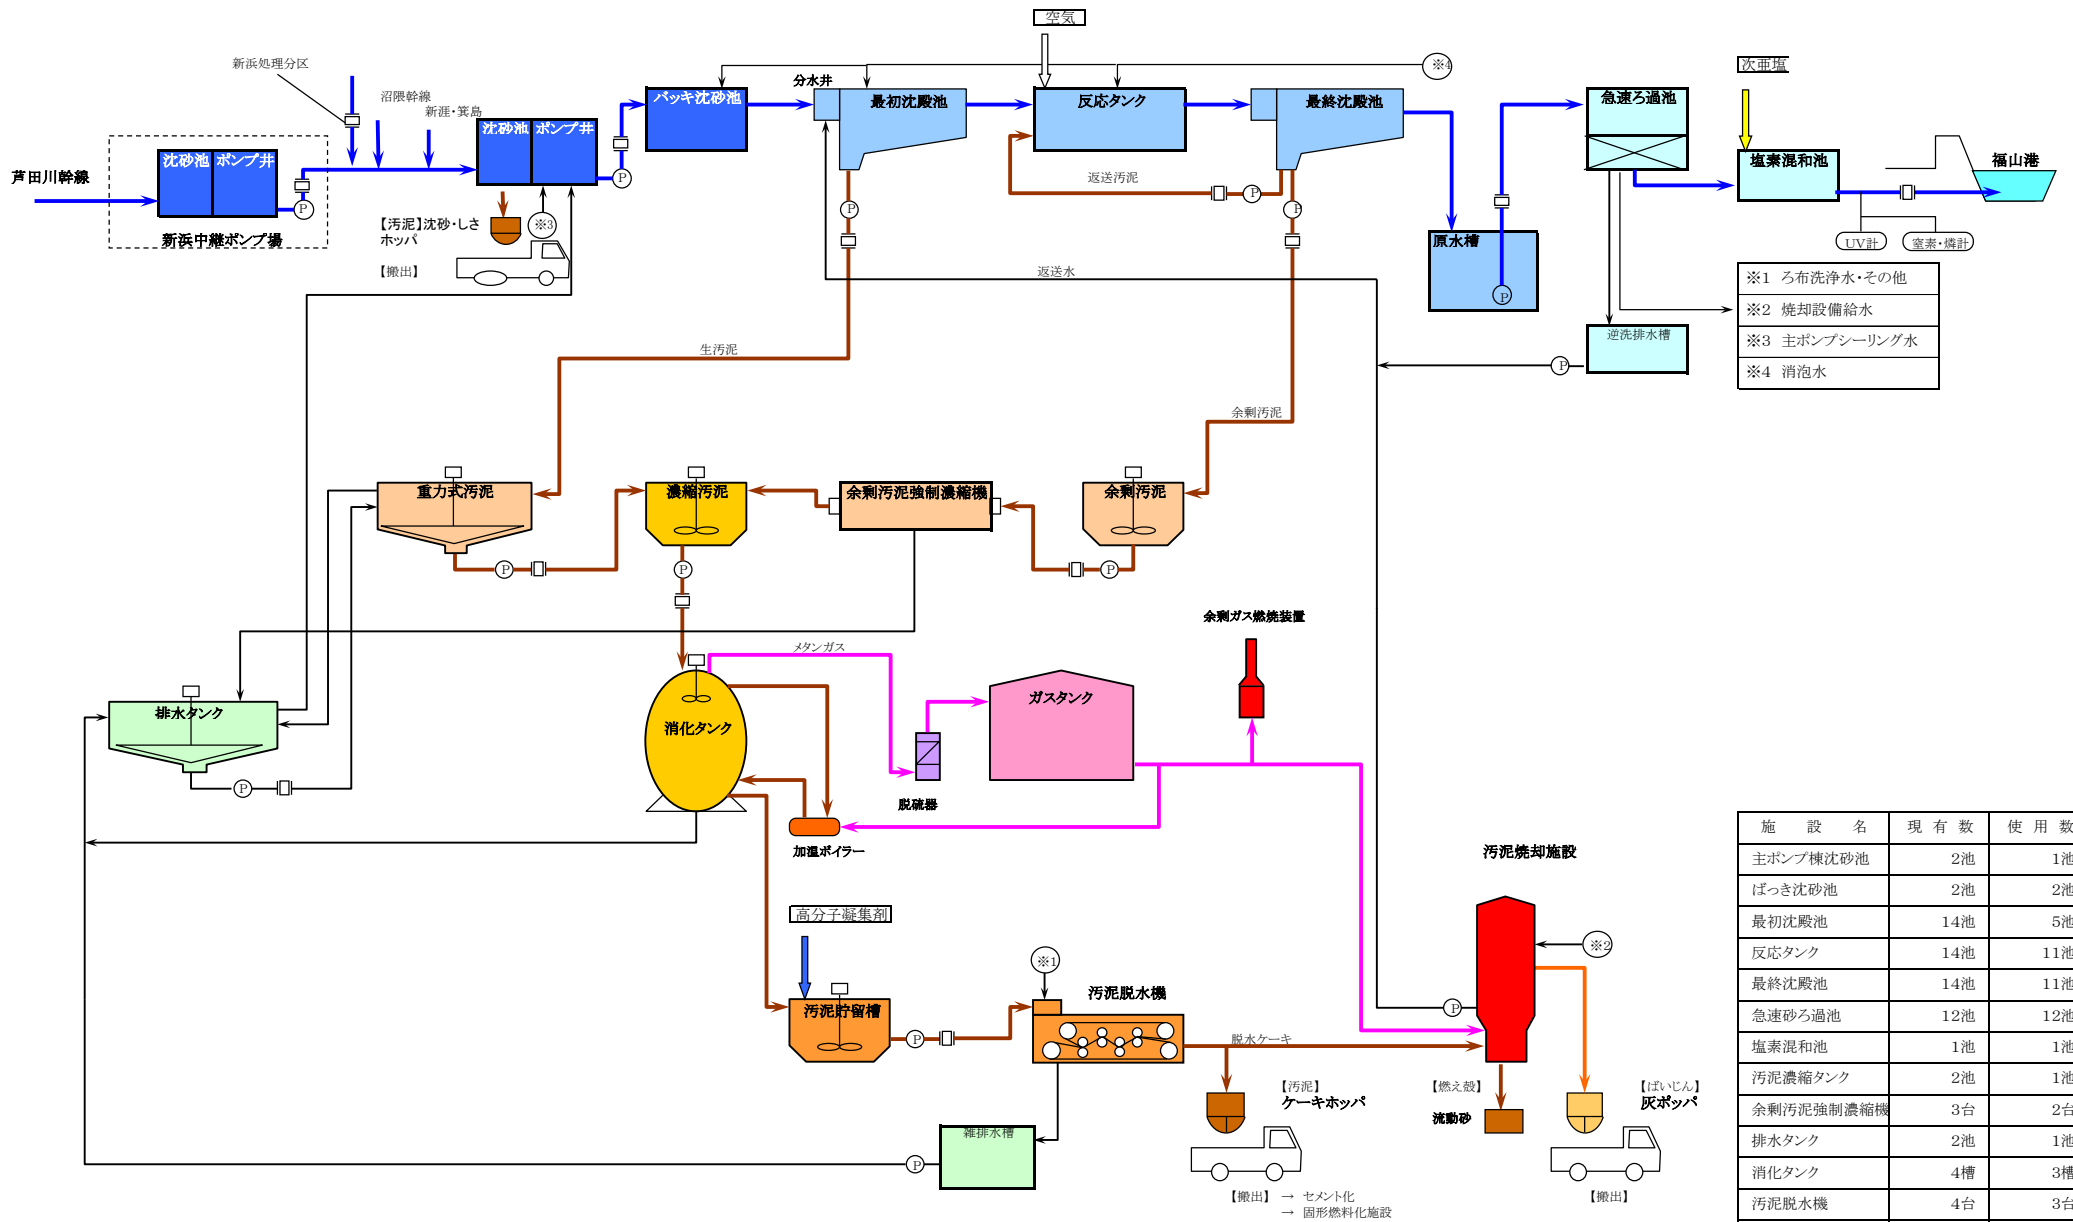 空気
新浜処理分区
沼隈幹線
新涯・箕島
芦田川幹線
沈砂池
ポンプ井
P
新浜中継ポンプ場
沈砂池
ポンプ井
P
【汚泥】沈砂・しさ
ホッパ
※3
【搬出】
バッキ沈砂池
分水井
最初沈殿池
P
反応タンク
返送汚泥
P
最終沈殿池
P
※4
原水槽
P
急速ろ過池
次亜塩
塩素混和池
福山港
UV計
窒素・燐計
※1 ろ布洗浄水・その他
※2 焼却設備給水
※3 主ポンプシーリング水
※4 消泡水
逆洗排水槽
P
返送水
生汚泥
余剰汚泥
重力式汚泥
P
濃縮汚泥
P
余剰汚泥強制濃縮機
余剰汚泥
P
余剰ガス燃焼装置
メタンガス
排水タンク
P
消化タンク
ガスタンク
脱硫器
加温ボイラー
高分子凝集剤
汚泥貯留槽
P
※1
汚泥脱水機
脱水ケーキ
汚泥焼却施設
※2
P
【汚泥】
ケーキホッパ
【燃え殻】
流動砂
【ばいじん】
灰ポッパ
雑排水槽
P
【搬出】 → セメント化
→ 固形燃料化施設
【搬出】
施 設 名 現 有 数 使 用 数
主ポンプ棟沈砂池 2池 1池
ばっき沈砂池 2池 2池
最初沈殿池 14池 5池
反応タンク 14池 11池
最終沈殿池 14池 11池
急速砂ろ過池 12池 12池
塩素混和池 1池 1池
汚泥濃縮タンク 2池 1池
余剰汚泥強制濃縮機 3台 2台
排水タンク 2池 1池
消化タンク 4槽 3槽
汚泥脱水機 4台 3台